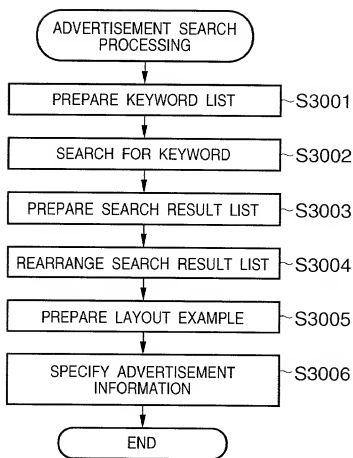 ADVERTISEMENT SEARCH
PROCESSING
PREPARE KEYWORD LIST
S3001
SEARCH FOR KEYWORD
S3002
PREPARE SEARCH RESULT LIST
S3003
REARRANGE SEARCH RESULT LIST
S3004
PREPARE LAYOUT EXAMPLE
S3005
SPECIFY ADVERTISEMENT
INFORMATION
S3006
END